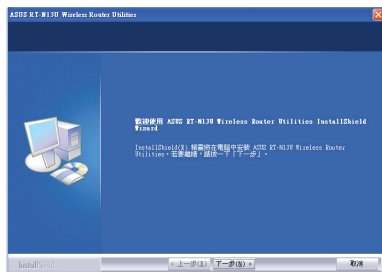 ASUS RT-N13U Wireless Router Utilities
歡迎使用 ASUS RT-N13U Wireless Router Utilities InstallShield
Wizard
InstallShield(R) 精靈將在電腦中安裝 ASUS RT-N13U Wireless Router
Utilities。若要繼續，請按一下「下一步」。
InstallShield
< 上一步(B)
下一步(N) >
取消